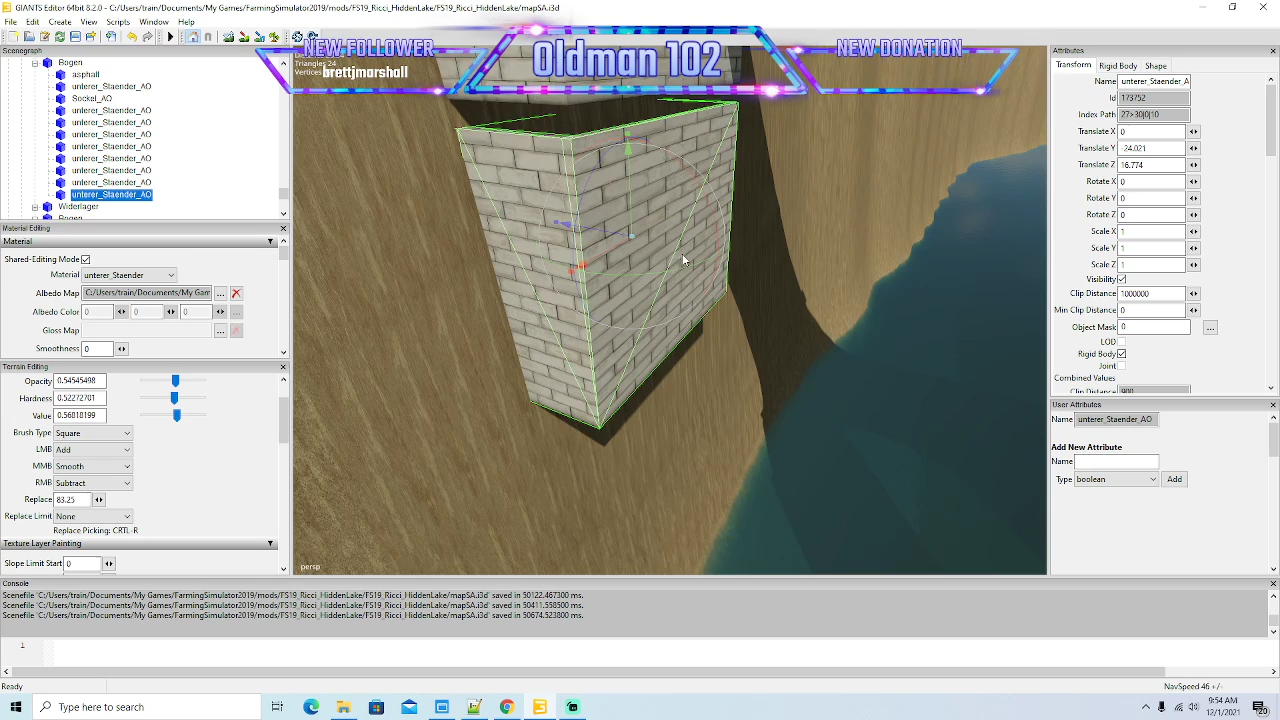 GIANTS Editor 64bit 8.2.0 - C:/Users/train/Documents/My Games/FarmingSimulator2019/mods/FS19_Ricci_HiddenLake/mapSA.i3d
File Edit Create View Scripts Window Help
NEW FOLLOWER
brettjmarshall
Oldman 102
NEW DONATION
Scenegraph
Triangles 24
Vertices
Bogen
antill
unterer_Staender_AO
Sockel_AO
unterer_Staender_AO
unterer_Staender_AO
unterer_Staender_AO
unterer_Staender_AO
unterer_Staender_AO
unterer_Staender_AO
unterer_Staender_AO
unterer_Staender_AO
Widerlager
Bogen
Material Editing
Material
Shared-Editing Mode
Material unterer_Staender
Albedo Map C:/Users/train/Documents/My Gam ...
Albedo Color 0 0 0 ...
Gloss Map ...
Smoothness 0
Terrain Editing
Opacity 0.54545498
Hardness 0.52272701
Value 0.56818199
Brush Type Square
LMB Add
MMB Smooth
RMB Subtract
Replace 83.25
Replace Limit None
Replace Picking: CRTL-R
Texture Layer Painting
Slope Limit Start 0
persp
Attributes
Transform Rigid Body Shape
Name unterer_Staender_A
Id 173752
Index Path 27>30|0|10
Translate X 0
Translate Y -24.021
Translate Z 16.774
Rotate X 0
Rotate Y 0
Rotate Z 0
Scale X 1
Scale Y 1
Scale Z 1
Visibility
Clip Distance 1000000
Min Clip Distance 0
Object Mask 0 ...
LOD
Rigid Body
Joint
Combined Values
Clip Distance 900
User Attributes
Name unterer_Staender_AO
Add New Attribute
Name
Type boolean Add
Console
Scenefile 'C:/Users/train/Documents/My Games/FarmingSimulator2019/mods/FS19_Ricci_HiddenLake/mapSA.i3d' saved in 50122.467300 ms.
Scenefile 'C:/Users/train/Documents/My Games/FarmingSimulator2019/mods/FS19_Ricci_HiddenLake/mapSA.i3d' saved in 50411.558500 ms.
Scenefile 'C:/Users/train/Documents/My Games/FarmingSimulator2019/mods/FS19_Ricci_HiddenLake/mapSA.i3d' saved in 50674.523800 ms.
1
Ready
NavSpeed 46 +/-
Type here to search
9:54 AM
12/1/2021
20